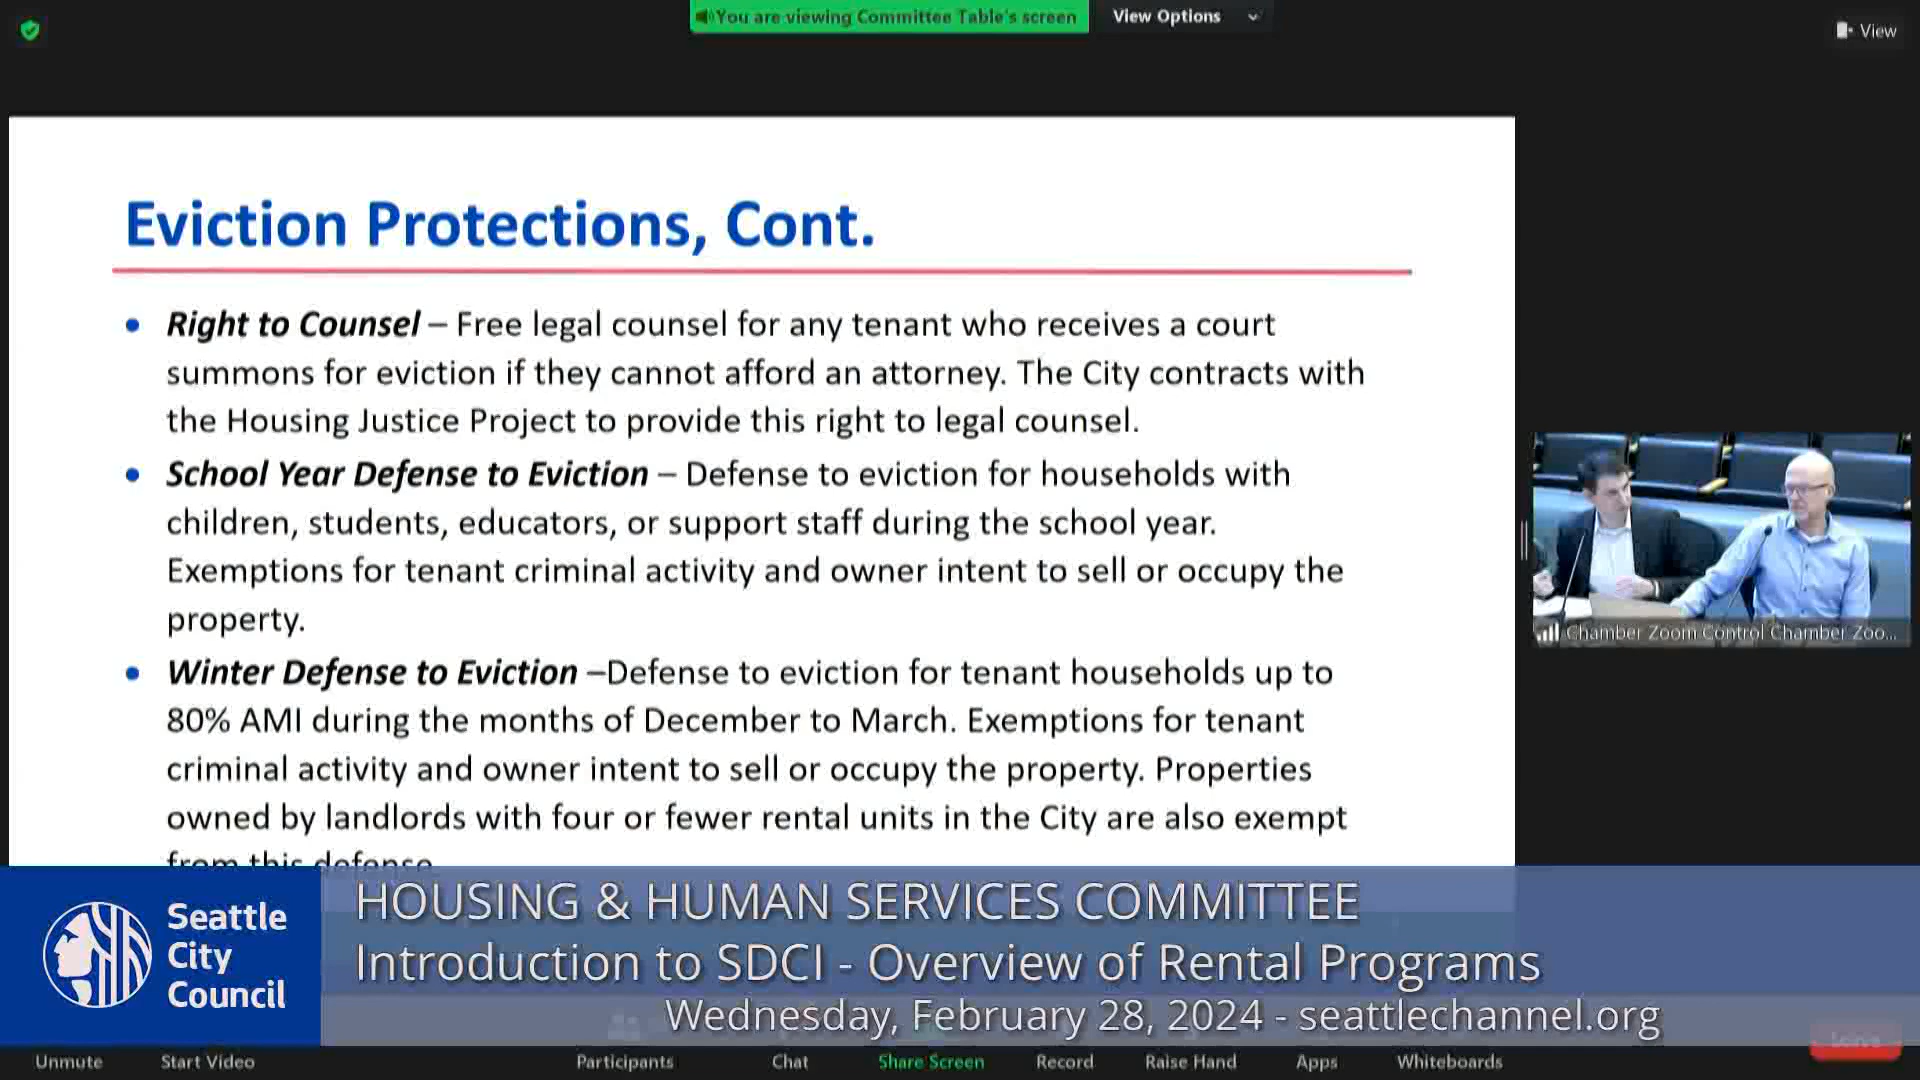 You are viewing Committee Table's screen
View Options
View
Eviction Protections, Cont.
• Right to Counsel – Free legal counsel for any tenant who receives a court
summons for eviction if they cannot afford an attorney. The City contracts with
the Housing Justice Project to provide this right to legal counsel.
• School Year Defense to Eviction – Defense to eviction for households with
children, students, educators, or support staff during the school year.
Exemptions for tenant criminal activity and owner intent to sell or occupy the
property.
• Winter Defense to Eviction –Defense to eviction for tenant households up to
80% AMI during the months of December to March. Exemptions for tenant
criminal activity and owner intent to sell or occupy the property. Properties
owned by landlords with four or fewer rental units in the City are also exempt
from this defense.
Chamber Zoom Control Chamber Zoo...
Seattle
City
Council
HOUSING & HUMAN SERVICES COMMITTEE
Introduction to SDCI - Overview of Rental Programs
Wednesday, February 28, 2024 - seattlechannel.org
Unmute
Start Video
Participants
Chat
Share Screen
Record
Raise Hand
Apps
Whiteboards